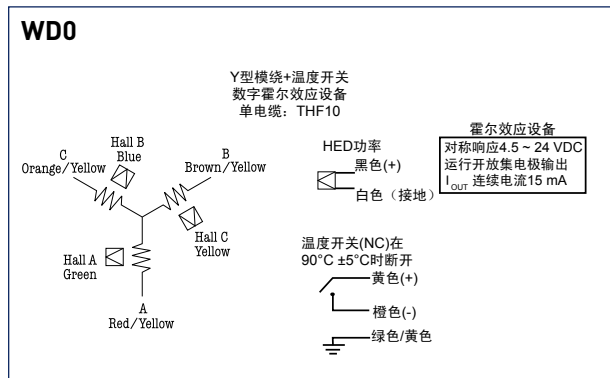 WD0
Y型模绕+温度开关
数字霍尔效应设备
单电缆：THF10
C
Orange/Yellow
Hall B
Blue
B
Brown/Yellow
Hall C
Yellow
Hall A
Green
A
Red/Yellow
HED功率
黑色(+)
白色（接地）
霍尔效应设备
对称响应4.5 ~ 24 VDC
运行开放集电极输出
IOUT 连续电流15 mA
温度开关(NC)在
90°C ±5°C时断开
黄色(+)
橙色(-)
绿色/黄色